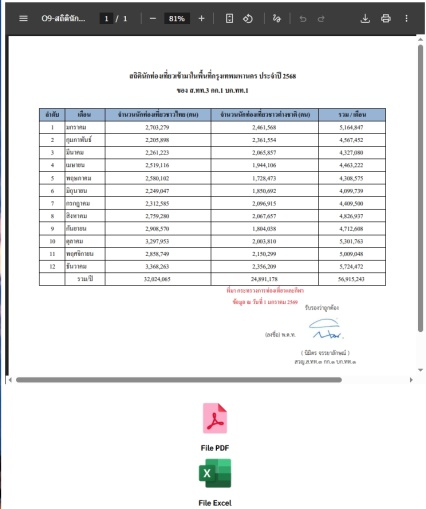 O9-สถิตินัก... 1 / 1 81%
สถิตินักท่องเที่ยวเข้ามาในพื้นที่กรุงเทพมหานคร ประจำปี 2568
ของ ส.ทท.3 กก.1 บก.ทท.1
ลำดับ เดือน จำนวนนักท่องเที่ยวชาวไทย (คน) จำนวนนักท่องเที่ยวชาวต่างชาติ (คน) รวม / เดือน
1 มกราคม 2,703,279 2,461,568 5,164,847
2 กุมภาพันธ์ 2,205,898 2,361,554 4,567,452
3 มีนาคม 2,261,223 2,065,857 4,327,080
4 เมษายน 2,519,116 1,944,106 4,463,222
5 พฤษภาคม 2,580,102 1,728,473 4,308,575
6 มิถุนายน 2,249,047 1,850,692 4,099,739
7 กรกฎาคม 2,312,585 2,096,915 4,409,500
8 สิงหาคม 2,759,280 2,067,657 4,826,937
9 กันยายน 2,908,570 1,804,038 4,712,608
10 ตุลาคม 3,297,953 2,003,810 5,301,763
11 พฤศจิกายน 2,858,749 2,150,299 5,009,048
12 ธันวาคม 3,368,263 2,356,209 5,724,472
รวม/ปี 32,024,065 24,891,178 56,915,243
ที่มา กระทรวงการท่องเที่ยวและกีฬา
ข้อมูล ณ วันที่ 1 มกราคม 2569
รับรองว่าถูกต้อง
(ลงชื่อ) พ.ต.ท.
สวญ.ส.ทท.๓ กก.๑ บก.ทท.๑
File PDF
File Excel